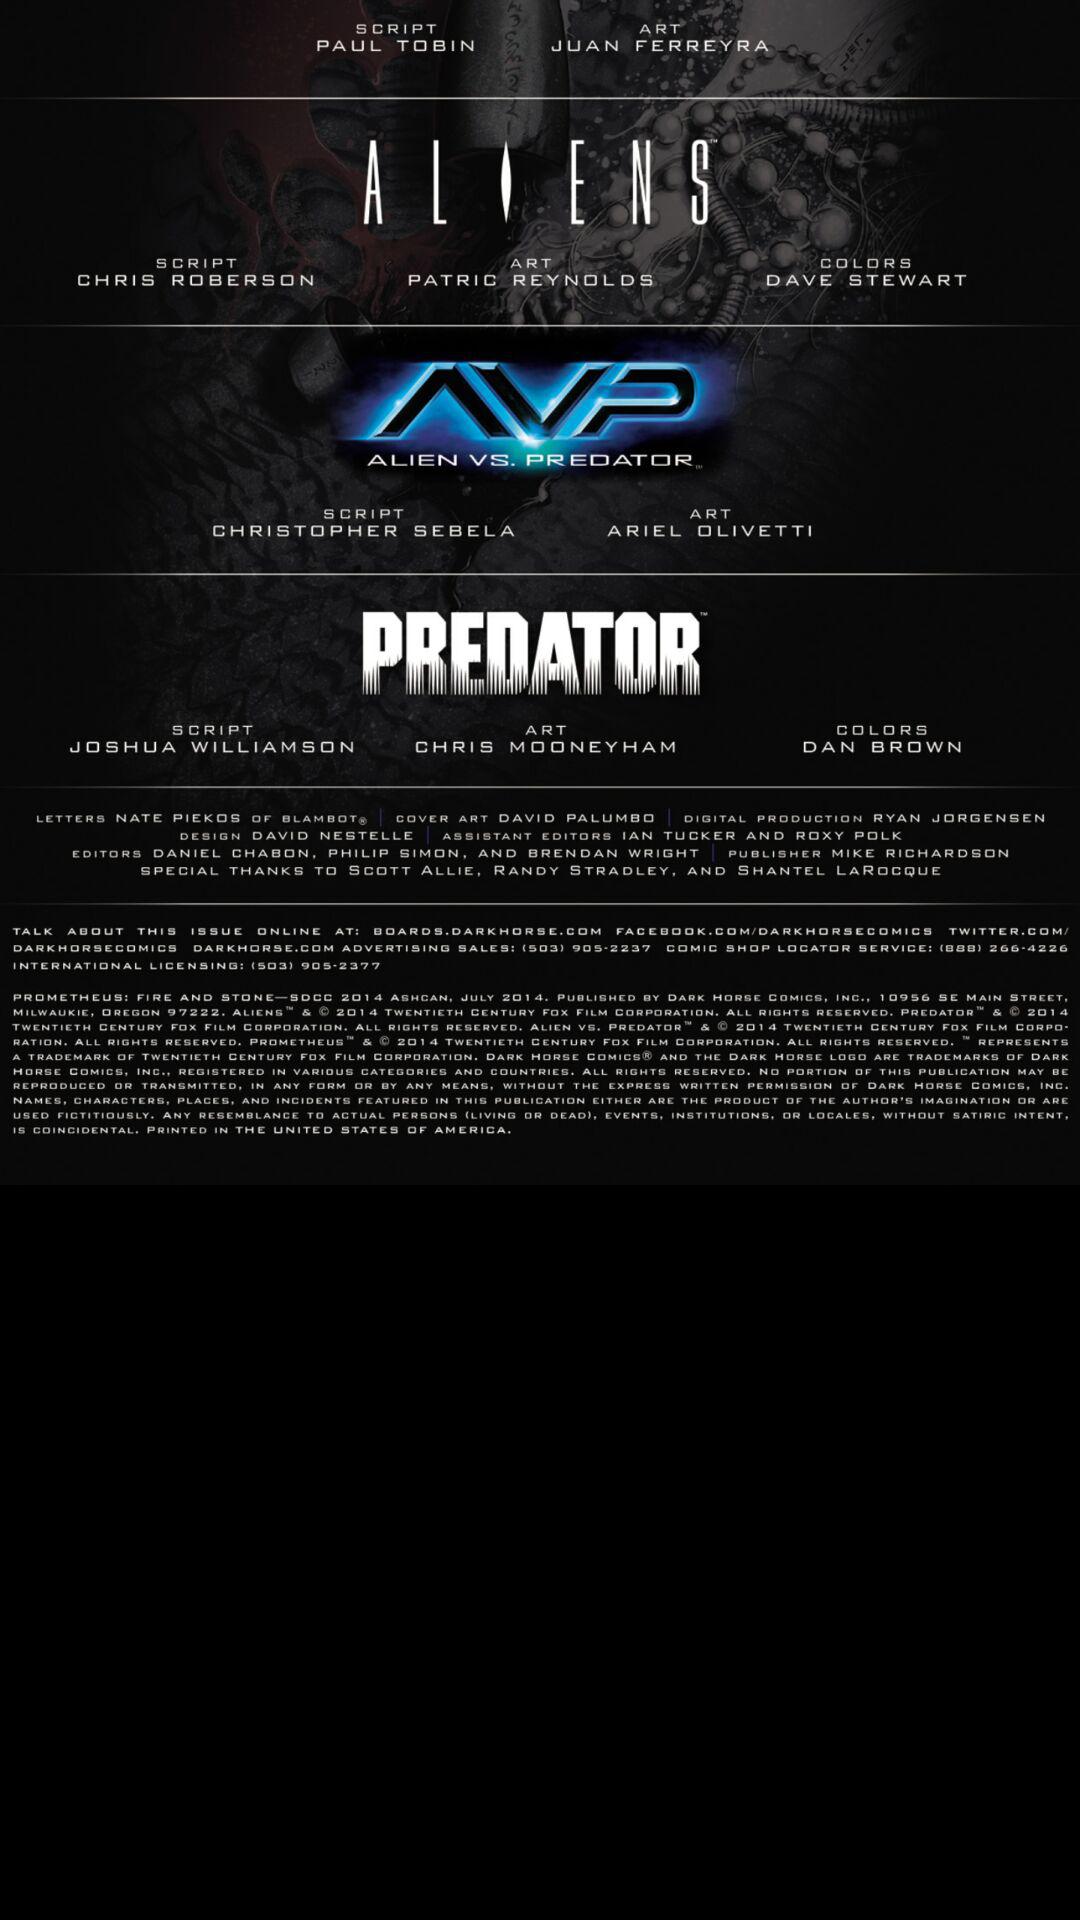 SCRIPT ART
PAUL TOBIN JUAN FERREYRA
ALIENS™
SCRIPT ART COLORS
CHRIS ROBERSON PATRIC REYNOLDS DAVE STEWART
AVP
ALIEN VS. PREDATOR™
SCRIPT ART
CHRISTOPHER SEBELA ARIEL OLIVETTI
PREDATOR™
SCRIPT ART COLORS
JOSHUA WILLIAMSON CHRIS MOONEYHAM DAN BROWN
LETTERS NATE PIEKOS OF BLAMBOT® | COVER ART DAVID PALUMBO | DIGITAL PRODUCTION RYAN JORGENSEN
DESIGN DAVID NESTELLE | ASSISTANT EDITORS IAN TUCKER AND ROXY POLK
EDITORS DANIEL CHABON, PHILIP SIMON, AND BRENDAN WRIGHT | PUBLISHER MIKE RICHARDSON
SPECIAL THANKS TO SCOTT ALLIE, RANDY STRADLEY, AND SHANTEL LAROCQUE
TALK ABOUT THIS ISSUE ONLINE AT: BOARDS.DARKHORSE.COM FACEBOOK.COM/DARKHORSECOMICS TWITTER.COM/
DARKHORSECOMICS DARKHORSE.COM ADVERTISING SALES: (503) 905-2237 COMIC SHOP LOCATOR SERVICE: (888) 266-4226
INTERNATIONAL LICENSING: (503) 905-2377
PROMETHEUS: FIRE AND STONE—SDCC 2014 ASHCAN, JULY 2014. PUBLISHED BY DARK HORSE COMICS, INC., 10956 SE MAIN STREET,
MILWAUKIE, OREGON 97222. ALIENS™ & © 2014 TWENTIETH CENTURY FOX FILM CORPORATION. ALL RIGHTS RESERVED. PREDATOR™ & © 2014
TWENTIETH CENTURY FOX FILM CORPORATION. ALL RIGHTS RESERVED. ALIEN VS. PREDATOR™ & © 2014 TWENTIETH CENTURY FOX FILM CORPO-
RATION. ALL RIGHTS RESERVED. PROMETHEUS™ & © 2014 TWENTIETH CENTURY FOX FILM CORPORATION. ALL RIGHTS RESERVED. ™ REPRESENTS
A TRADEMARK OF TWENTIETH CENTURY FOX FILM CORPORATION. DARK HORSE COMICS® AND THE DARK HORSE LOGO ARE TRADEMARKS OF DARK
HORSE COMICS, INC., REGISTERED IN VARIOUS CATEGORIES AND COUNTRIES. ALL RIGHTS RESERVED. NO PORTION OF THIS PUBLICATION MAY BE
REPRODUCED OR TRANSMITTED, IN ANY FORM OR BY ANY MEANS, WITHOUT THE EXPRESS WRITTEN PERMISSION OF DARK HORSE COMICS, INC.
NAMES, CHARACTERS, PLACES, AND INCIDENTS FEATURED IN THIS PUBLICATION EITHER ARE THE PRODUCT OF THE AUTHOR'S IMAGINATION OR ARE
USED FICTITIOUSLY. ANY RESEMBLANCE TO ACTUAL PERSONS (LIVING OR DEAD), EVENTS, INSTITUTIONS, OR LOCALES, WITHOUT SATIRIC INTENT,
IS COINCIDENTAL. PRINTED IN THE UNITED STATES OF AMERICA.